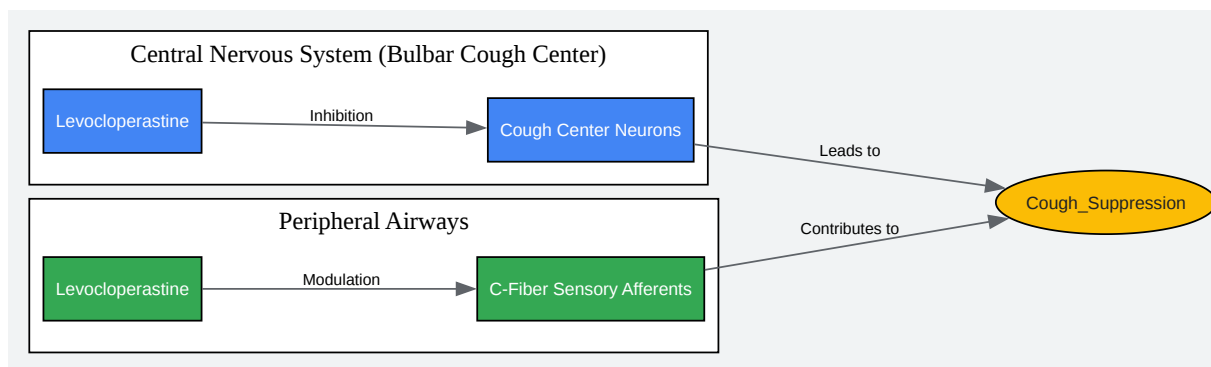 Central Nervous System (Bulbar Cough Center)
Levocloperastine
Inhibition
Cough Center Neurons
Leads to
Peripheral Airways
Levocloperastine
Modulation
C-Fiber Sensory Afferents
Contributes to
Cough_Suppression